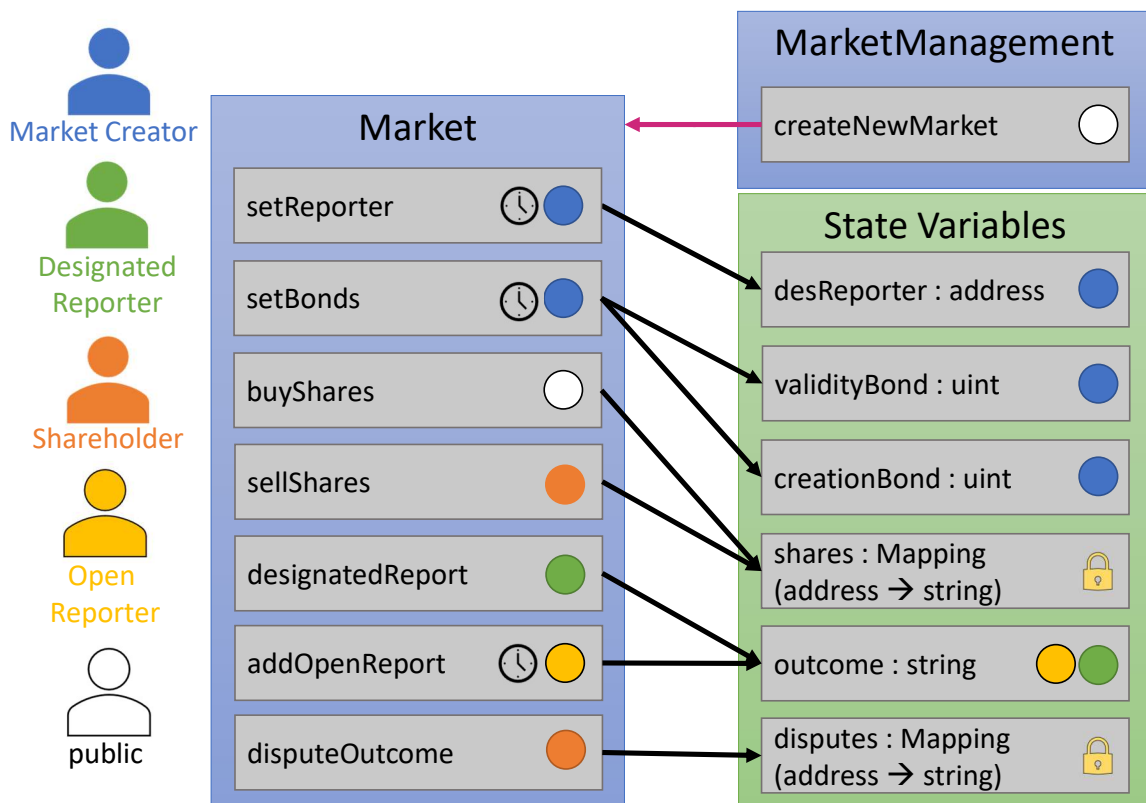 Market Creator
Designated
Reporter
Shareholder
Open
Reporter
public
Market
setReporter
setBonds
buyShares
sellShares
designatedReport
addOpenReport
disputeOutcome
MarketManagement
createNewMarket
State Variables
desReporter : address
validityBond : uint
creationBond : uint
shares : Mapping
(address → string)
outcome : string
disputes : Mapping
(address → string)